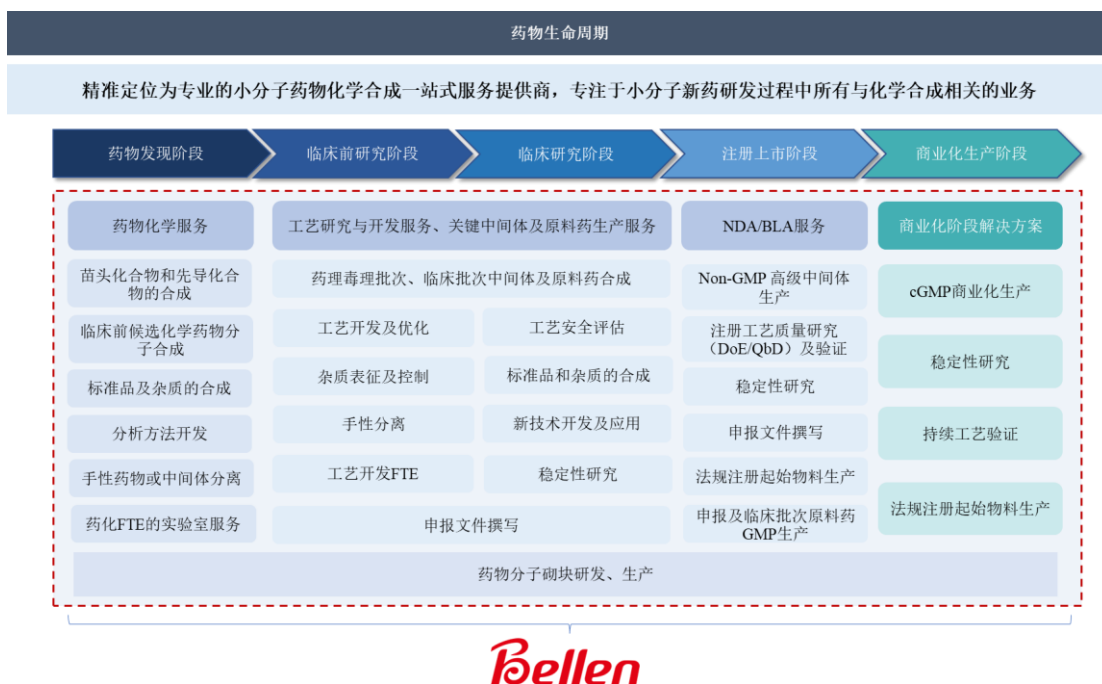 药物生命周期
精准定位为专业的小分子药物化学合成一站式服务提供商，专注于小分子新药研发过程中所有与化学合成相关的业务
药物发现阶段
临床前研究阶段
临床研究阶段
注册上市阶段
商业化生产阶段
药物化学服务
工艺研究与开发服务、关键中间体及原料药生产服务
NDA/BLA服务
商业化阶段解决方案
苗头化合物和先导化合
物的合成
临床前候选化学药物分
子合成
标准品及杂质的合成
分析方法开发
手性药物或中间体分离
药化FTE的实验室服务
药理毒理批次、临床批次中间体及原料药合成
工艺开发及优化
工艺安全评估
杂质表征及控制
标准品和杂质的合成
手性分离
新技术开发及应用
工艺开发FTE
稳定性研究
申报文件撰写
Non-GMP 高级中间体
生产
注册工艺质量研究
（DoE/QbD）及验证
稳定性研究
申报文件撰写
法规注册起始物料生产
申报及临床批次原料药
GMP生产
cGMP商业化生产
稳定性研究
持续工艺验证
法规注册起始物料生产
药物分子砌块研发、生产
Bellen